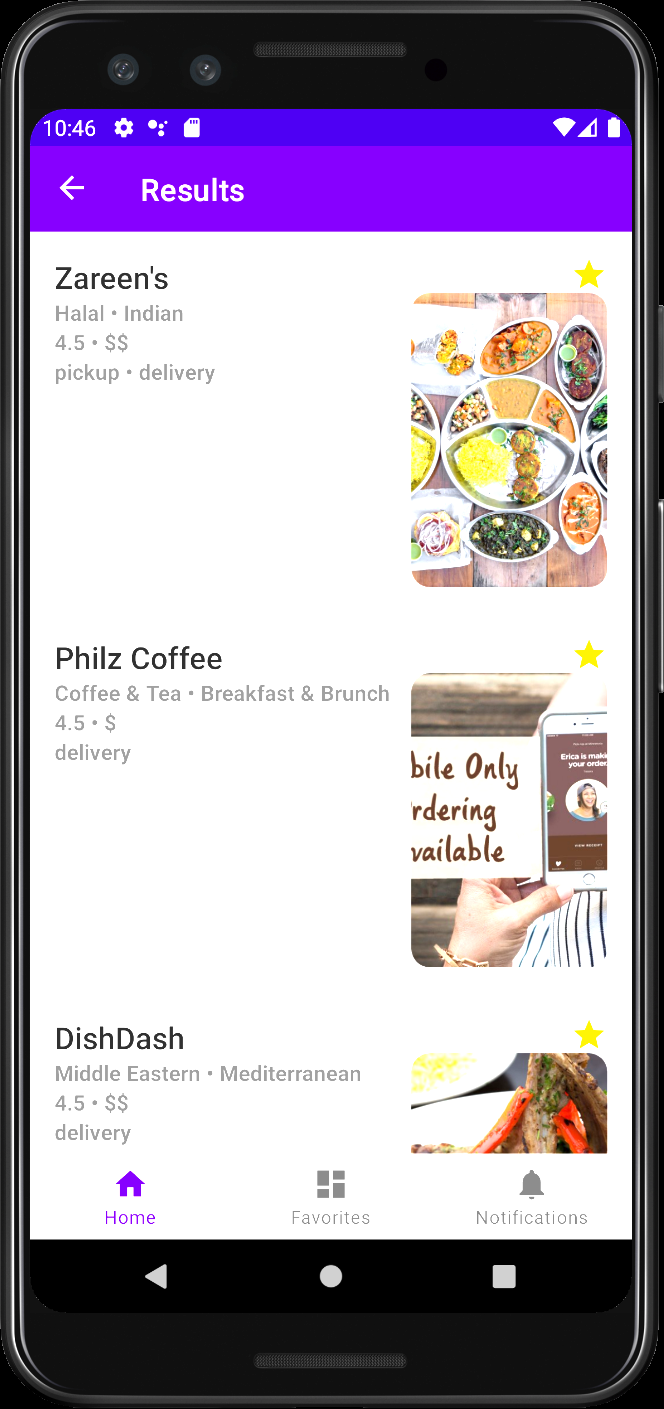 10:46
Results
Zareen's
Halal • Indian
4.5 • $$
pickup • delivery
Philz Coffee
Coffee & Tea • Breakfast & Brunch
4.5 • $
delivery
bile Only
rdering
vailable
Erica is maki
your order.
VIEW RECEIPT
DishDash
Middle Eastern • Mediterranean
4.5 • $$
delivery
Home
Favorites
Notifications